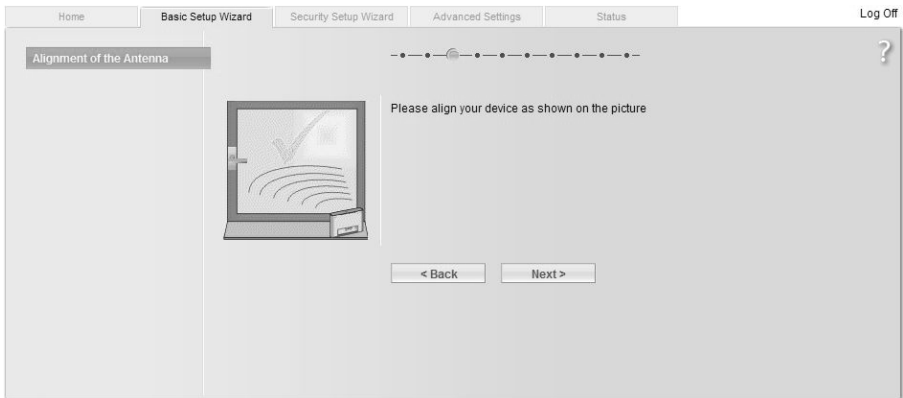 Home Basic Setup Wizard Security Setup Wizard Advanced Settings Status Log Off
Alignment of the Antenna
?
Please align your device as shown on the picture
< Back Next >